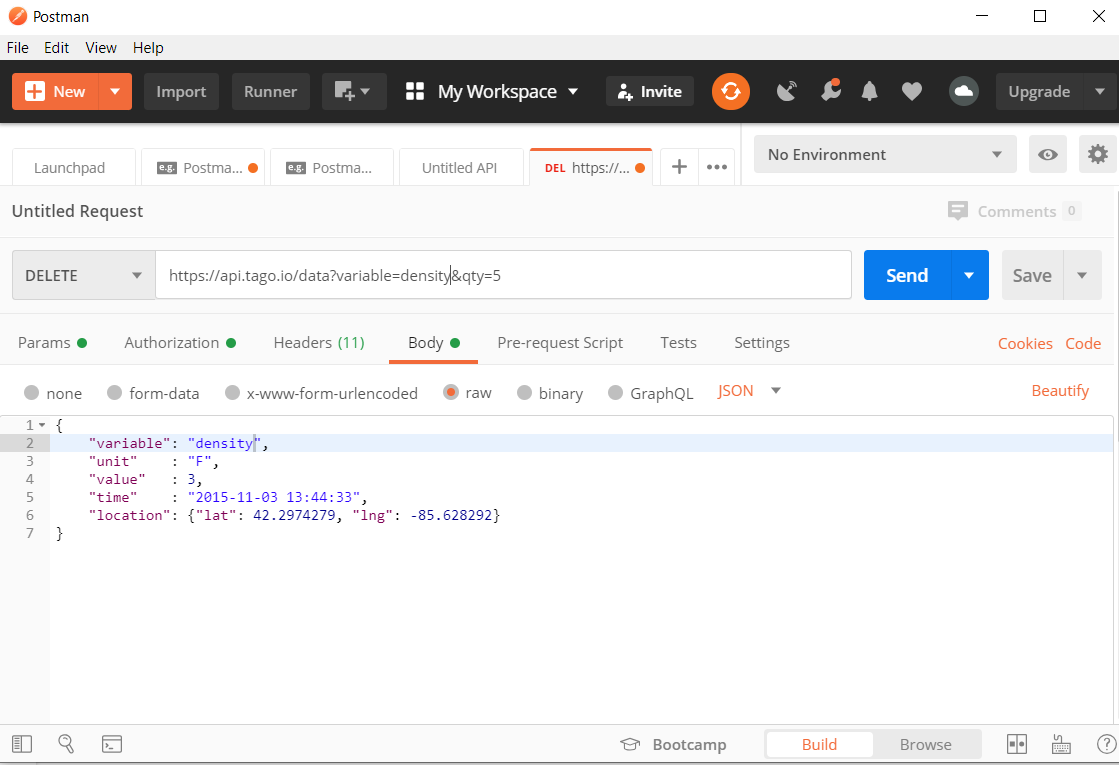 Postman
File Edit View Help
New Import Runner My Workspace Invite Upgrade
Launchpad e.g. Postma... e.g. Postma... Untitled API DEL https://... + ••• No Environment
Untitled Request Comments 0
DELETE https://api.tago.io/data?variable=density&qty=5 Send Save
Params Authorization Headers (11) Body Pre-request Script Tests Settings Cookies Code
none form-data x-www-form-urlencoded raw binary GraphQL JSON Beautify
1 {
2 "variable": "density",
3 "unit" : "F",
4 "value" : 3,
5 "time" : "2015-11-03 13:44:33",
6 "location": {"lat": 42.2974279, "lng": -85.628292}
7 }
Bootcamp Build Browse ?